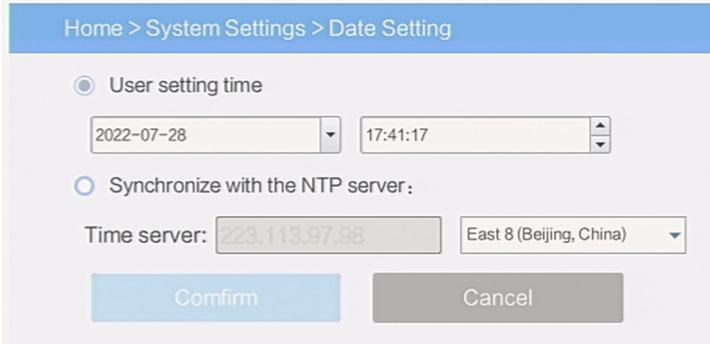 Home > System Settings > Date Setting
User setting time
2022-07-28 17:41:17
Synchronize with the NTP server:
Time server: 223.113.97.98 East 8 (Beijing, China)
Comfirm Cancel